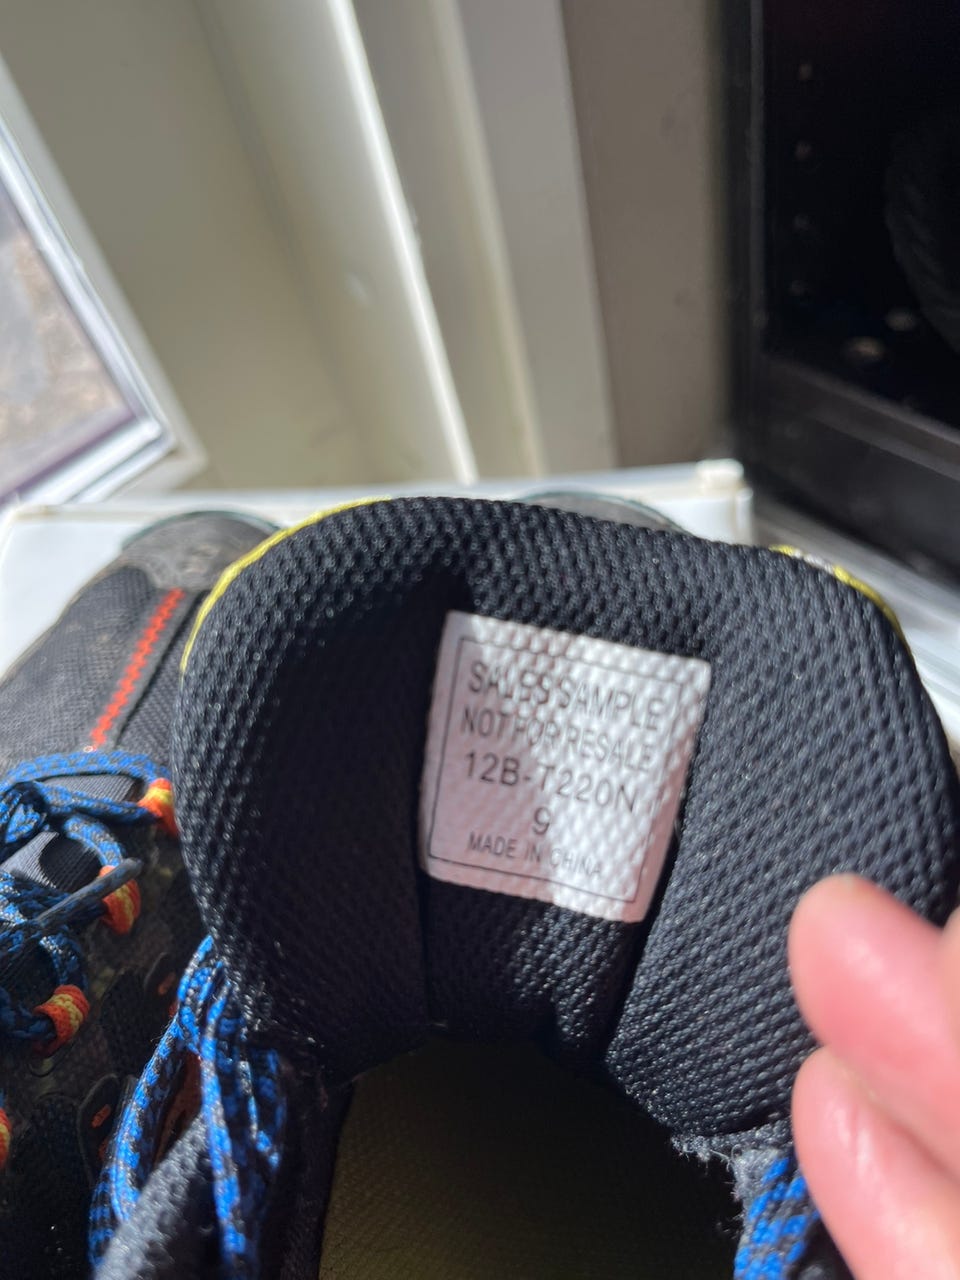 SALES SAMPLE
NOT FOR RESALE
12B-T220N
9
MADE IN CHINA